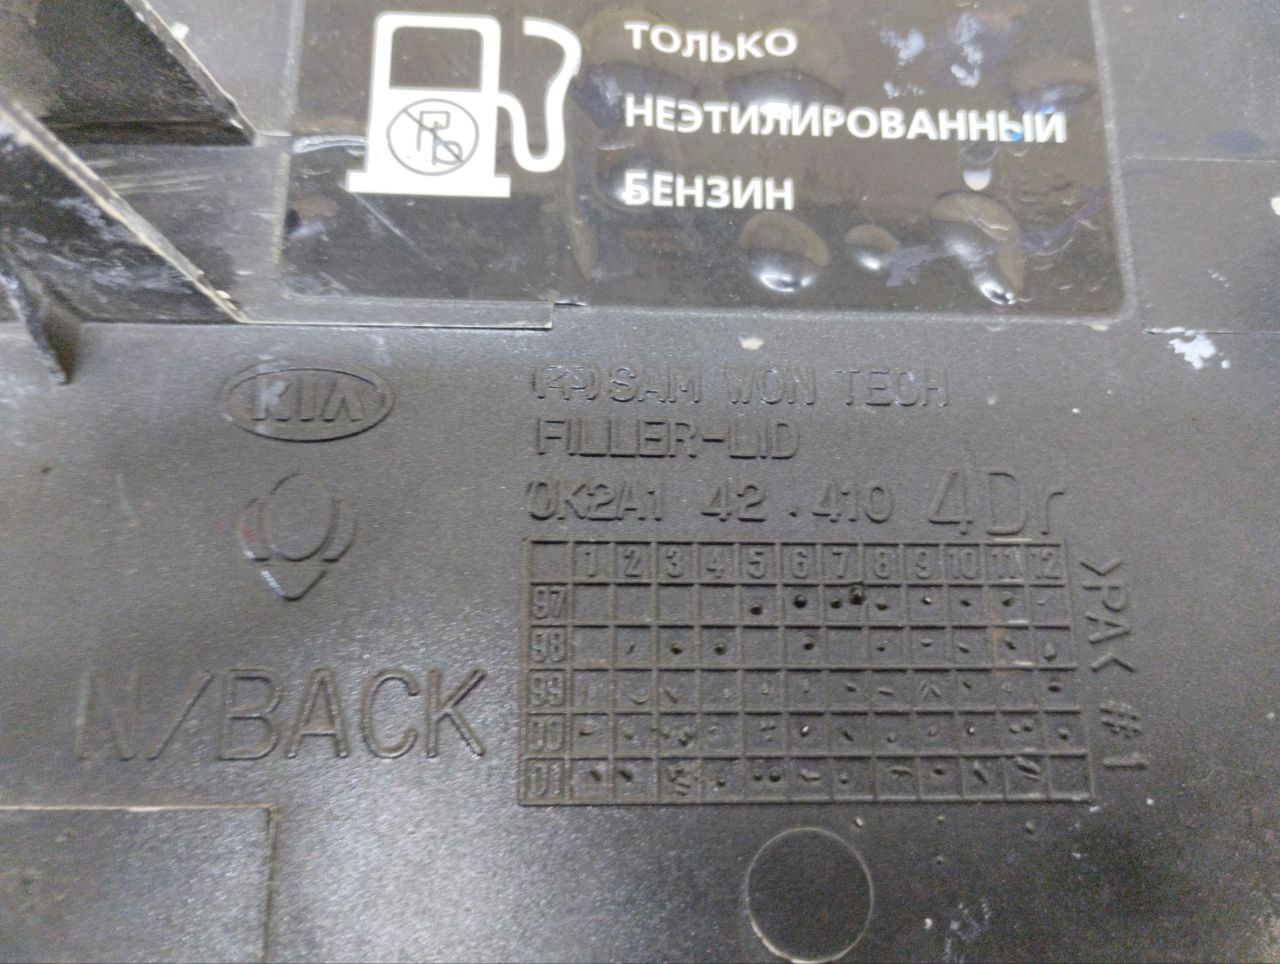 ТОЛЬКО
НЕЭТИЛИРОВАННЫЙ
БЕНЗИН
KIA
SAM WON TECH
FILLER-LID
0K2A1 42 410 4Dr
1 2 3 4 5 6 7 8 9 10 11 12
97
98
99
00
01
>PA<
#1
N/BACK